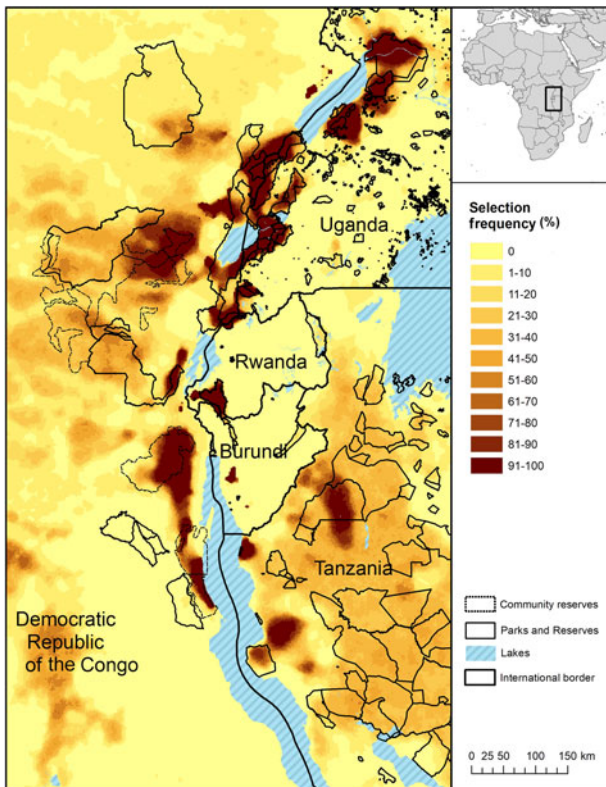 Uganda
Rwanda
Burundi
Tanzania
Democratic
Republic
of the Congo
Selection
frequency (%)
0
1-10
11-20
21-30
31-40
41-50
51-60
61-70
71-80
81-90
91-100
Community reserves
Parks and Reserves
Lakes
International border
0 25 50 100 150 km